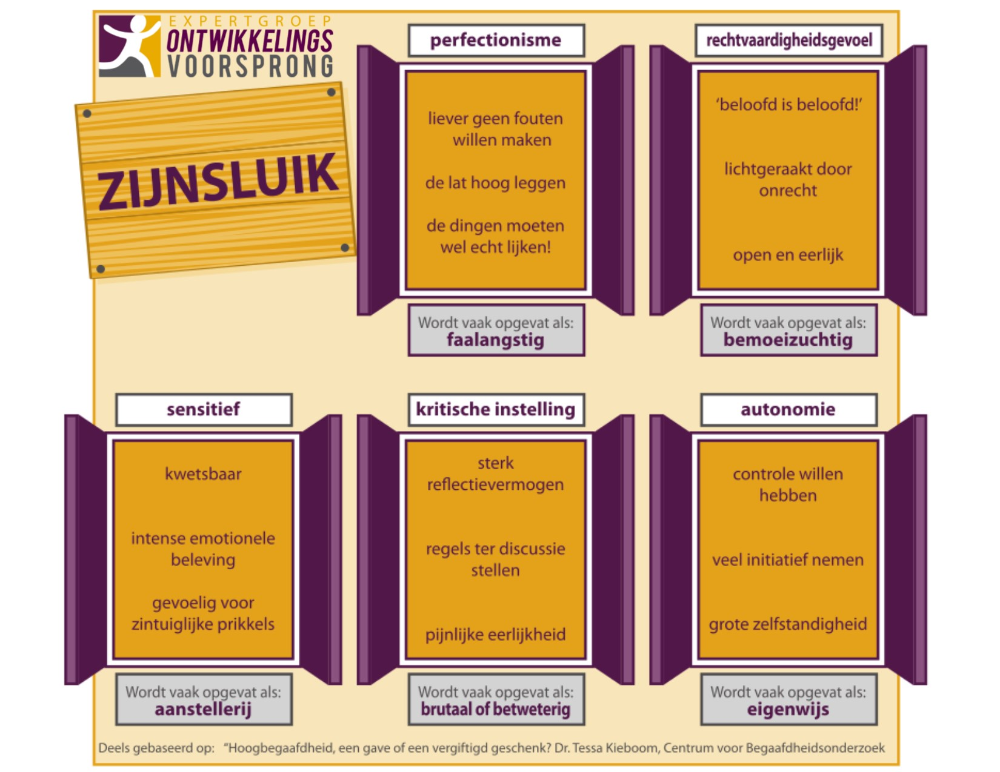 EXPERTGROEP
ONTWIKKELINGS
VOORSPRONG
ZIJNSLUIK
perfectionisme
liever geen fouten
willen maken
de lat hoog leggen
de dingen moeten
wel echt lijken!
Wordt vaak opgevat als:
faalangstig
rechtvaardigheidsgevoel
‘beloofd is beloofd!’
lichtgeraakt door
onrecht
open en eerlijk
Wordt vaak opgevat als:
bemoeizuchtig
sensitief
kwetsbaar
intense emotionele
beleving
gevoelig voor
zintuiglijke prikkels
Wordt vaak opgevat als:
aanstellerij
kritische instelling
sterk
reflectievermogen
regels ter discussie
stellen
pijnlijke eerlijkheid
Wordt vaak opgevat als:
brutaal of betweterig
autonomie
controle willen
hebben
veel initiatief nemen
grote zelfstandigheid
Wordt vaak opgevat als:
eigenwijs
Deels gebaseerd op: “Hoogbegaafdheid, een gave of een vergiftigd geschenk? Dr. Tessa Kieboom, Centrum voor Begaafdheidsonderzoek